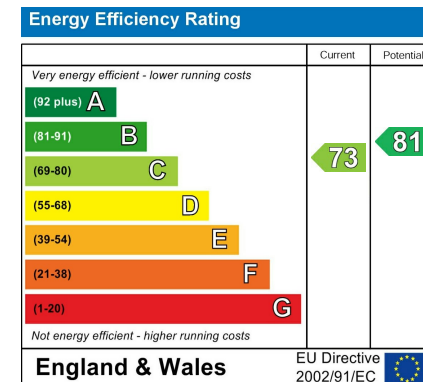 Energy Efficiency Rating
Current Potential
Very energy efficient - lower running costs
(92 plus) A
(81-91) B
(69-80) C
(55-68) D
(39-54) E
(21-38) F
(1-20) G
73
81
Not energy efficient - higher running costs
England & Wales
EU Directive
2002/91/EC